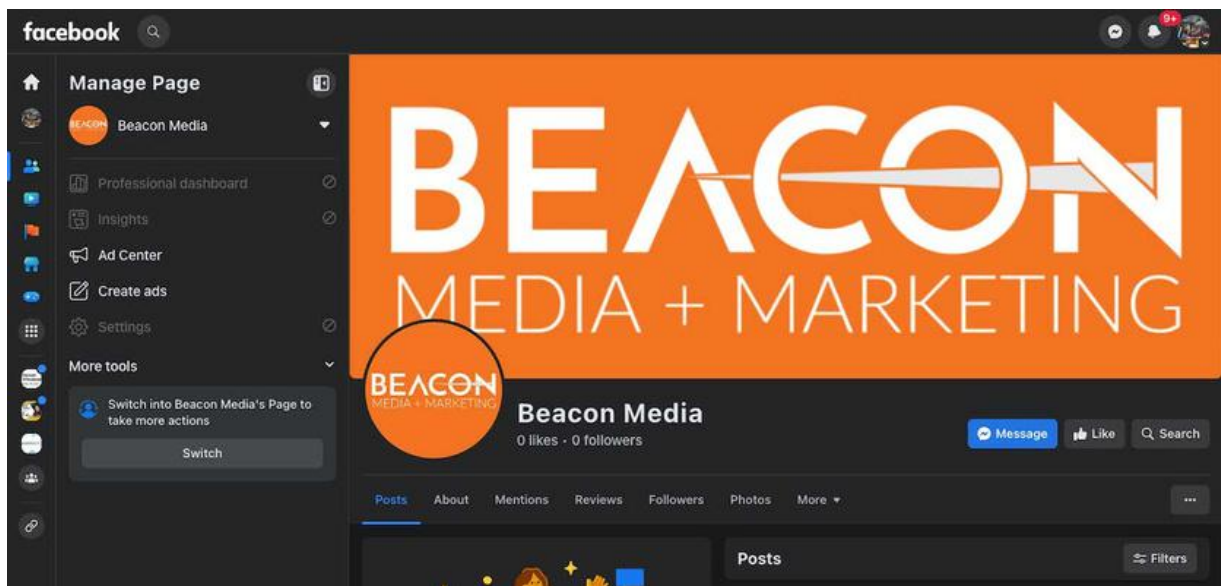 facebook
9+
Manage Page
Beacon Media
Professional dashboard
Insights
Ad Center
Create ads
Settings
More tools
Switch into Beacon Media's Page to
take more actions
Switch
BEACON
MEDIA + MARKETING
BEACON
MEDIA + MARKETING
Beacon Media
0 likes • 0 followers
Message
Like
Search
Posts
About
Mentions
Reviews
Followers
Photos
More
Posts
Filters